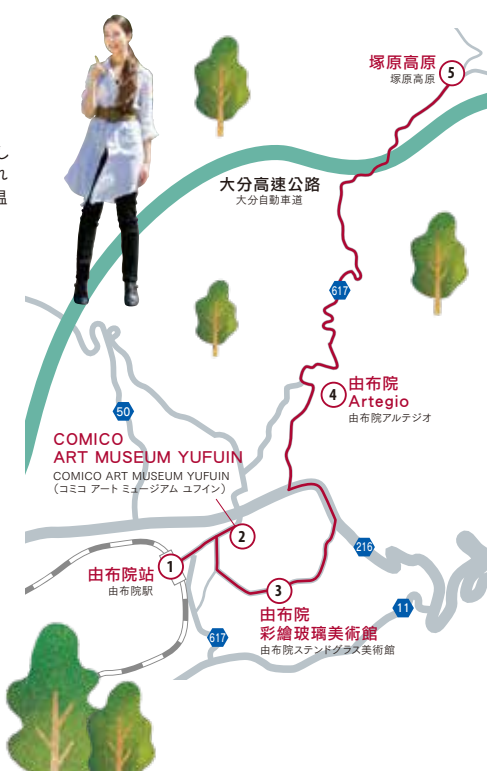 塚原高原
塚原高原
5
し
れ
温
大分高速公路
大分自動車道
617
4
由布院
Artegio
由布院アルテジオ
50
COMICO
ART MUSEUM YUFUIN
COMICO ART MUSEUM YUFUIN
（コミコ アート ミュージアム ユフイン）
2
216
1
由布院站
由布院駅
3
11
由布院
彩繪玻璃美術館
由布院ステンドグラス美術館
617